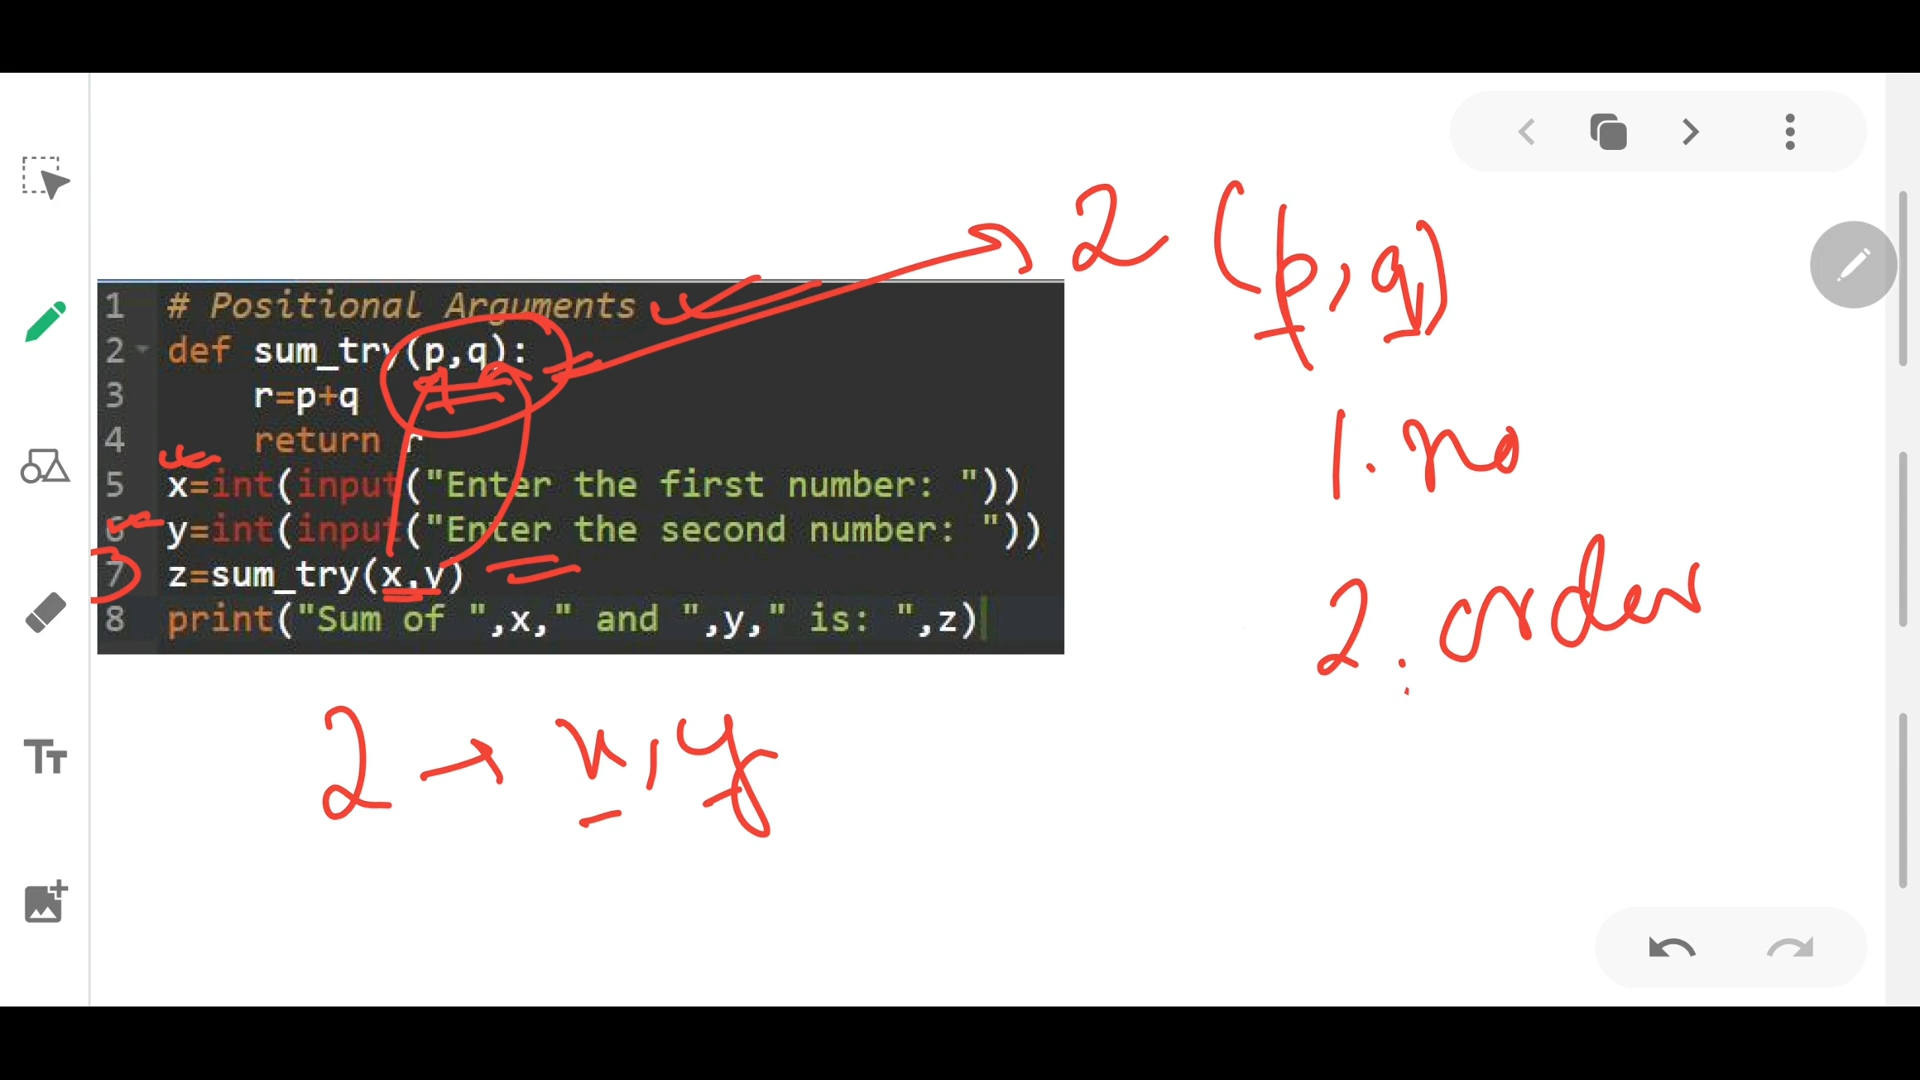 2 (p,q)
1 # Positional Arguments
2 def sum_try(p,q):
3 r=p+q
4 return r
5 x=int(input("Enter the first number: "))
6 y=int(input("Enter the second number: "))
7 z=sum_try(x,y)
8 print("Sum of ",x," and ",y," is: ",z)
1. no
2. order
2 → x, y
TT